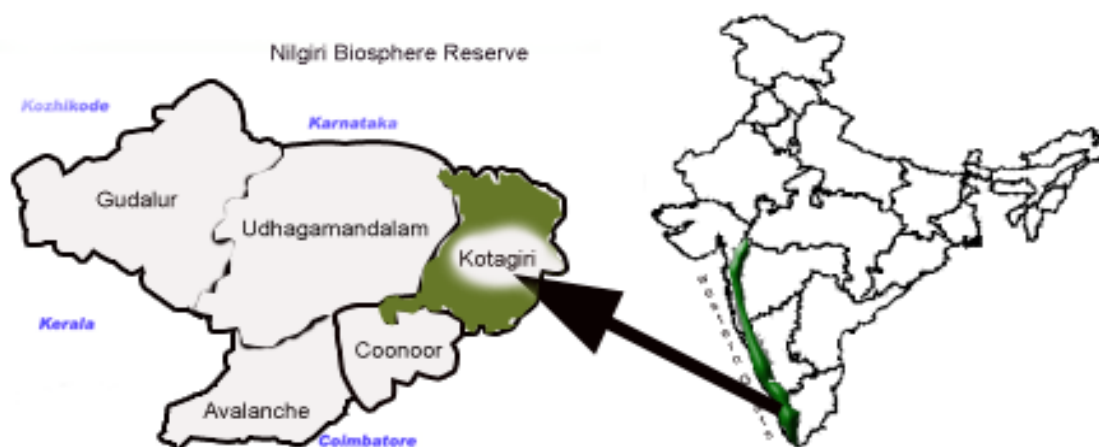 Nilgiri Biosphere Reserve
Kozhikode
Karnataka
Gudalur
Udhagamandalam
Kotagiri
Kerala
Coonoor
Avalanche
Coimbatore
Western Ghats